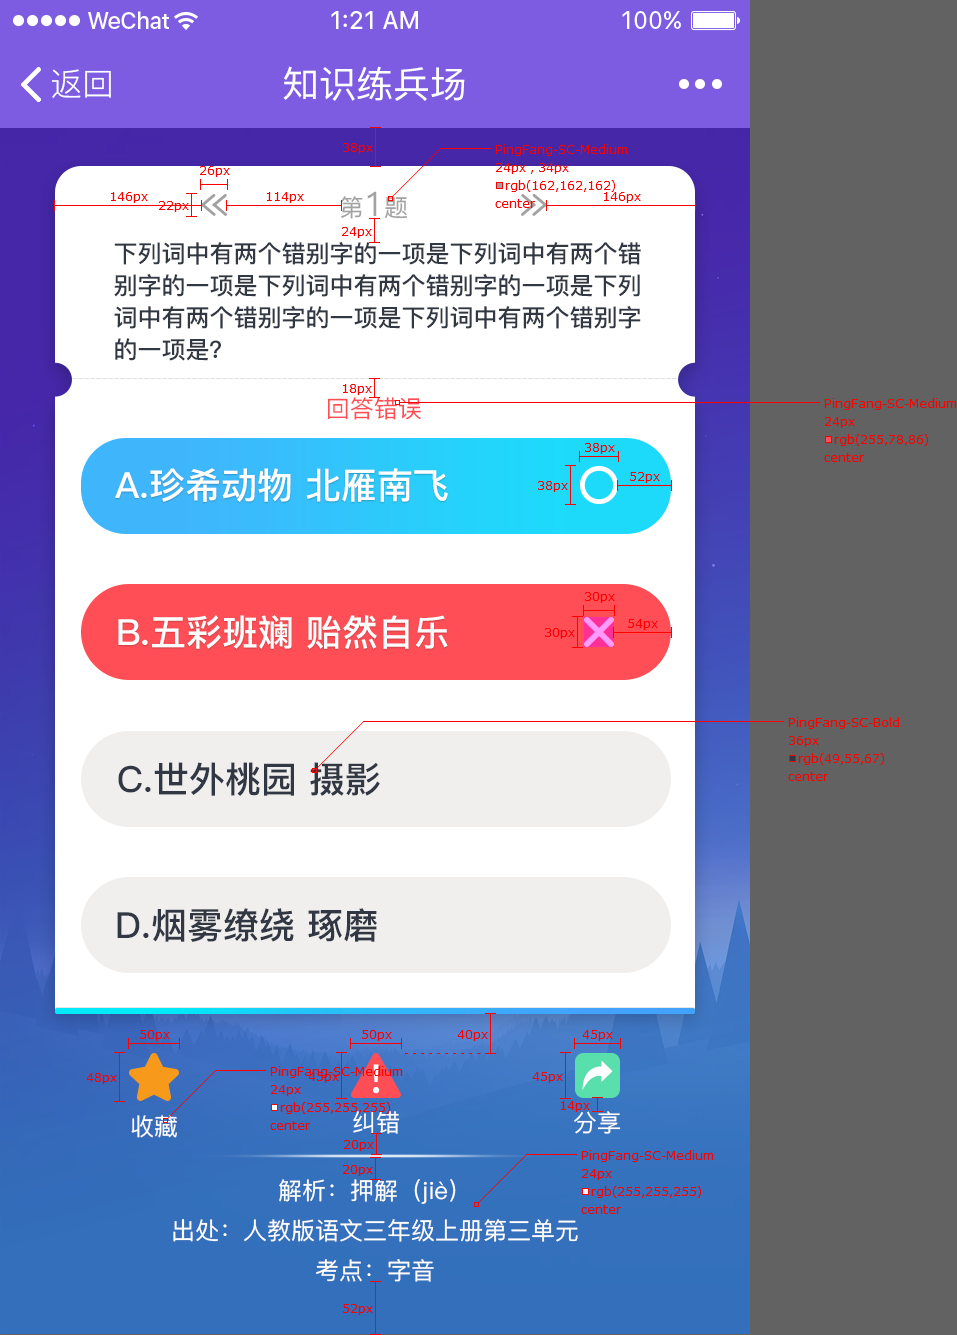 WeChat 1:21 AM 100%
返回 知识练兵场
38px
PingFang-SC-Medium
24px , 34px
rgb(162,162,162)
center
26px
146px 22px 114px 第1题 146px
24px
下列词中有两个错别字的一项是下列词中有两个错
别字的一项是下列词中有两个错别字的一项是下列
词中有两个错别字的一项是下列词中有两个错别字
的一项是?
18px
回答错误
PingFang-SC-Medium
24px
rgb(255,78,86)
center
A.珍希动物 北雁南飞
38px
38px
52px
B.五彩班斓 贻然自乐
30px
30px
54px
PingFang-SC-Bold
36px
rgb(49,55,67)
center
C.世外桃园 摄影
D.烟雾缭绕 琢磨
50px 50px 40px 45px
48px 45px 45px
PingFang-SC-Medium
24px
rgb(255,255,255)
center
14px
收藏 纠错 分享
20px
20px
PingFang-SC-Medium
24px
rgb(255,255,255)
center
解析：押解（jiè）
出处：人教版语文三年级上册第三单元
考点：字音
52px